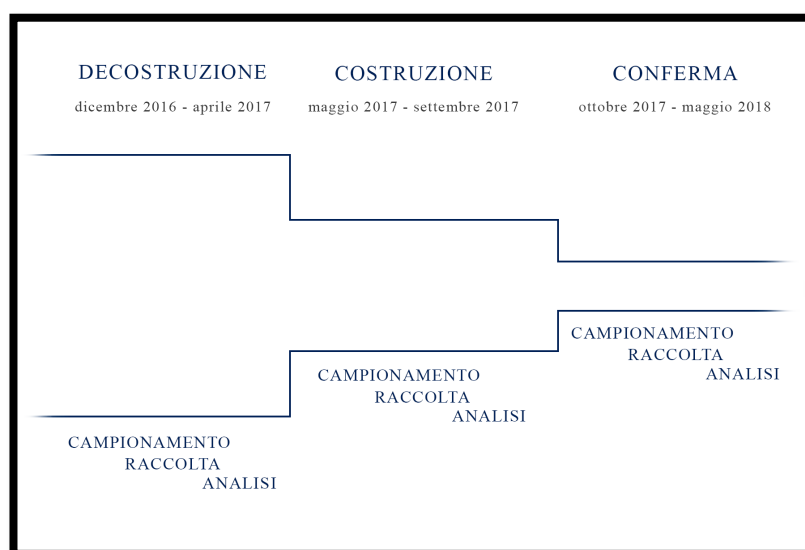 DECOSTRUZIONE
dicembre 2016 - aprile 2017
COSTRUZIONE
maggio 2017 - settembre 2017
CONFERMA
ottobre 2017 - maggio 2018
CAMPIONAMENTO
RACCOLTA
ANALISI
CAMPIONAMENTO
RACCOLTA
ANALISI
CAMPIONAMENTO
RACCOLTA
ANALISI